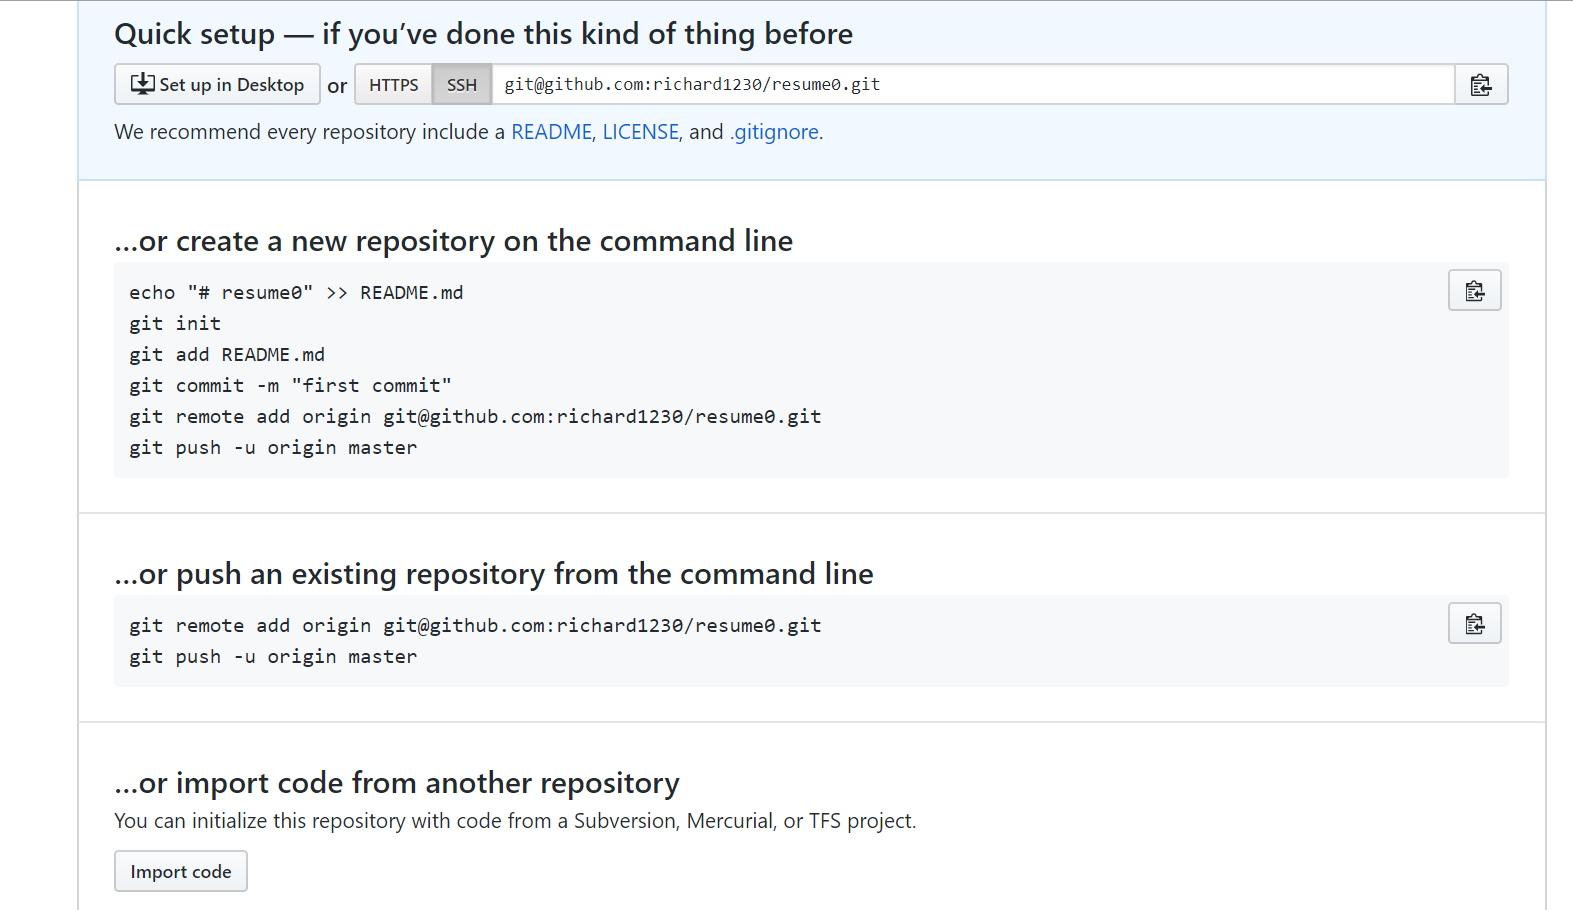 Quick setup — if you’ve done this kind of thing before
Set up in Desktop or HTTPS SSH git@github.com:richard1230/resume0.git
We recommend every repository include a README, LICENSE, and .gitignore.
…or create a new repository on the command line
echo "# resume0" >> README.md
git init
git add README.md
git commit -m "first commit"
git remote add origin git@github.com:richard1230/resume0.git
git push -u origin master
…or push an existing repository from the command line
git remote add origin git@github.com:richard1230/resume0.git
git push -u origin master
…or import code from another repository
You can initialize this repository with code from a Subversion, Mercurial, or TFS project.
Import code